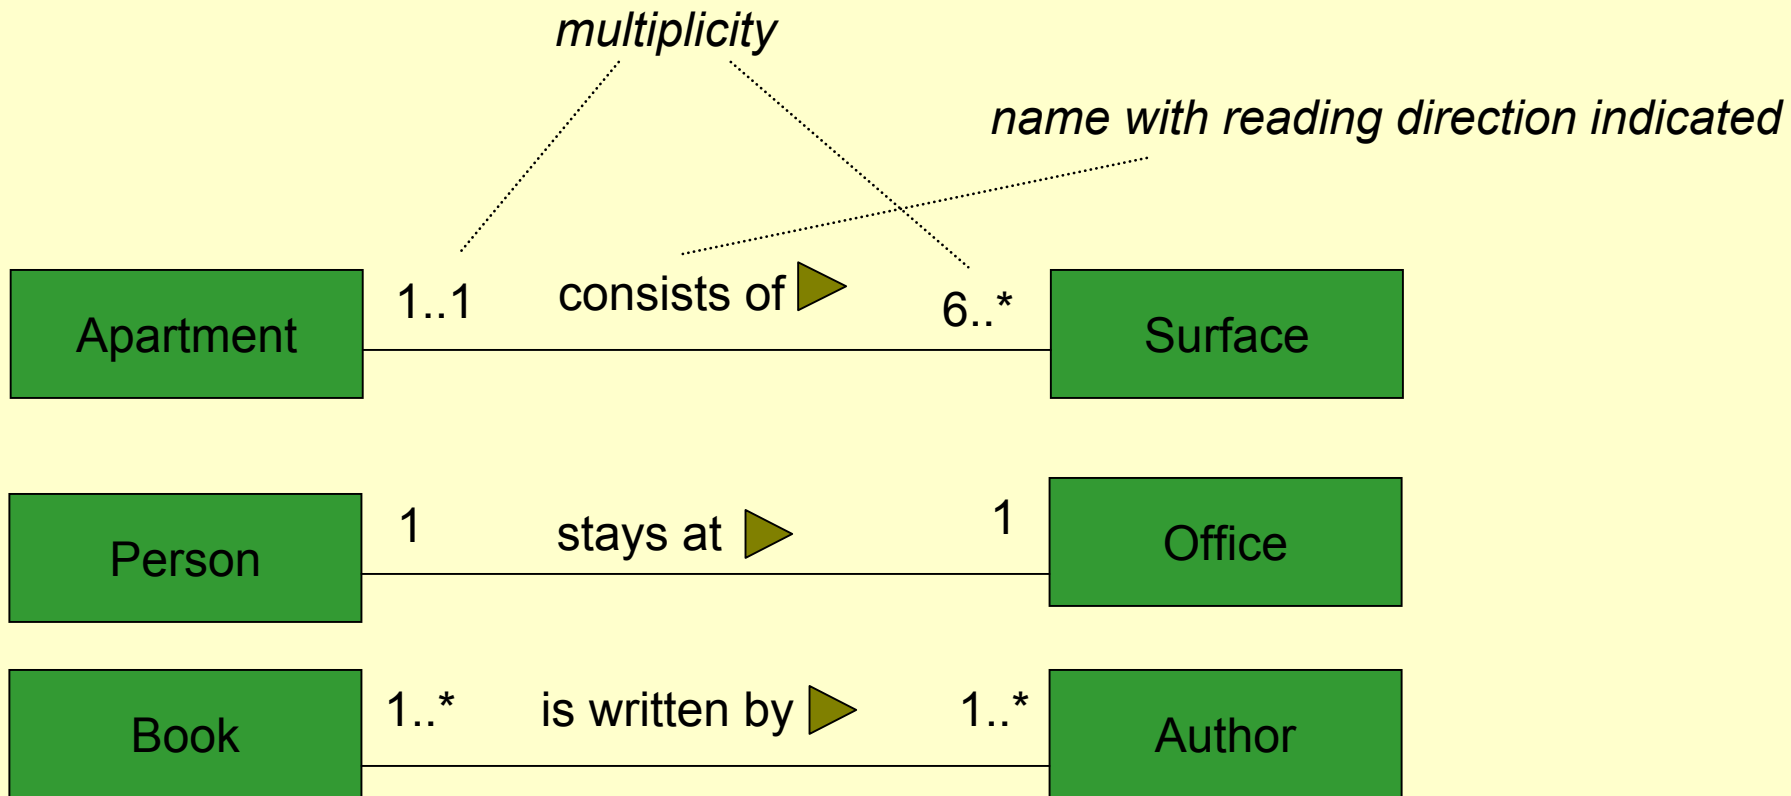 multiplicity
name with reading direction indicated
Apartment 1..1 consists of 6..* Surface
Person 1 stays at 1 Office
Book 1..* is written by 1..* Author